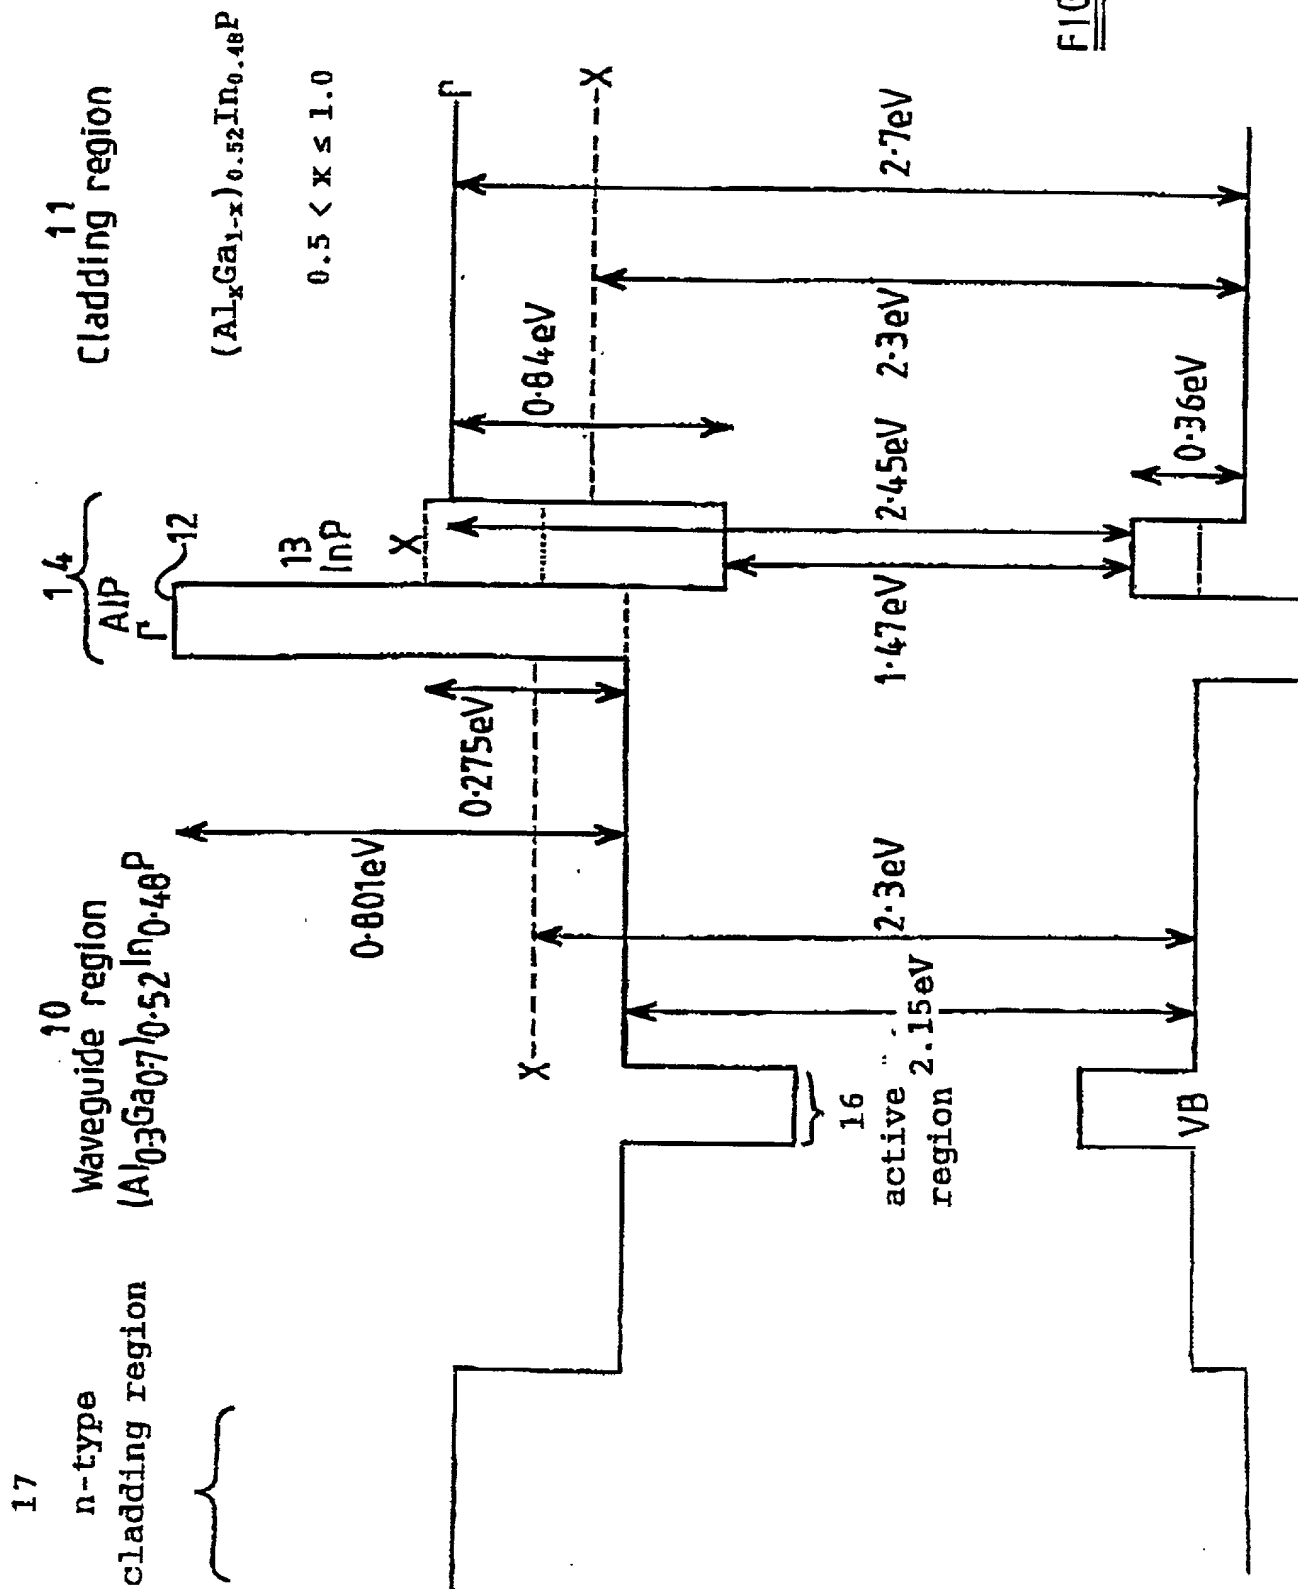 17
n-type
cladding region
10
Waveguide region
(Al0·3Ga0·7)0·52In0·48P
14
AlP
Γ
12
13
InP
X
11
Cladding region
(AlxGa1-x)0.52In0.48P
0.5 < x ≤ 1.0
Γ
X
X
0·801eV
0·275eV
0·84eV
2·3eV
2.15eV
1·47eV
2·45eV
2·3eV
2·7eV
0·36eV
16
active
region
VB